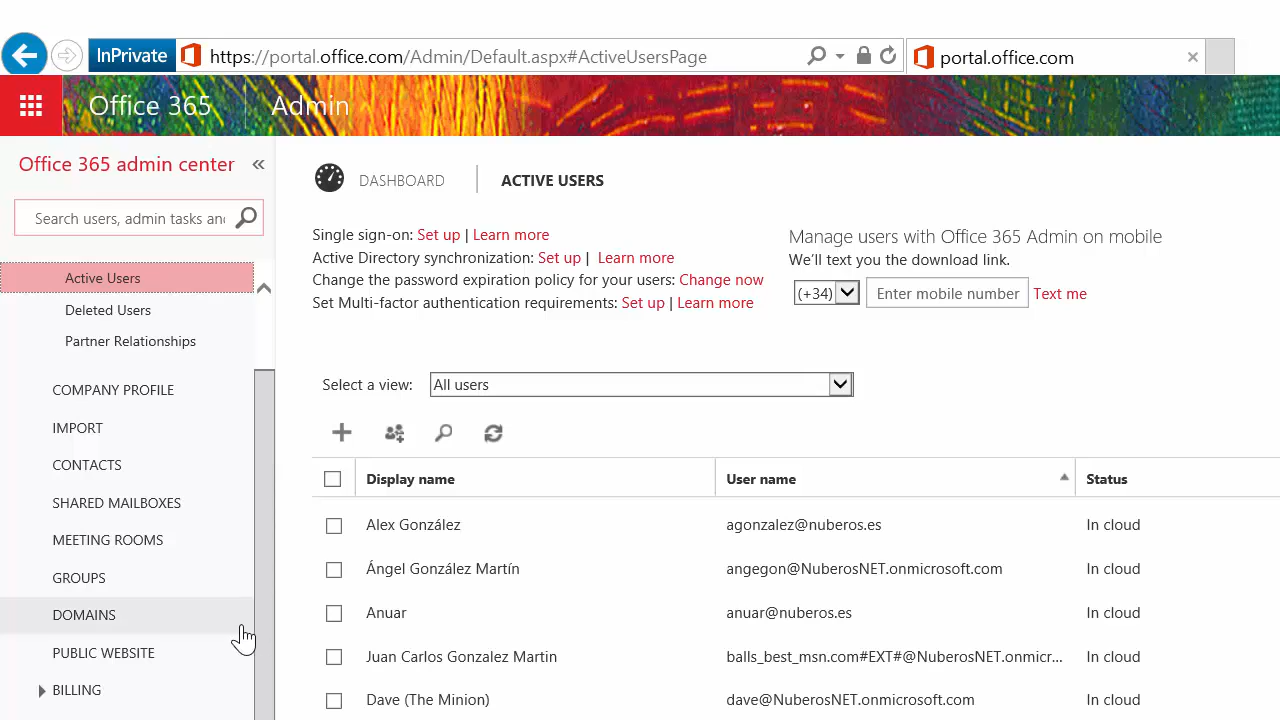 InPrivate
https://portal.office.com/Admin/Default.aspx#ActiveUsersPage
portal.office.com
Office 365
Admin
Office 365 admin center «
Search users, admin tasks and
Active Users
Deleted Users
Partner Relationships
COMPANY PROFILE
IMPORT
CONTACTS
SHARED MAILBOXES
MEETING ROOMS
GROUPS
DOMAINS
PUBLIC WEBSITE
BILLING
DASHBOARD
ACTIVE USERS
Single sign-on: Set up | Learn more
Active Directory synchronization: Set up | Learn more
Change the password expiration policy for your users: Change now
Set Multi-factor authentication requirements: Set up | Learn more
Manage users with Office 365 Admin on mobile
We'll text you the download link.
(+34) Enter mobile number Text me
Select a view: All users
Display name User name Status
Alex González agonzalez@nuberos.es In cloud
Ángel González Martín angegon@NuberosNET.onmicrosoft.com In cloud
Anuar anuar@nuberos.es In cloud
Juan Carlos Gonzalez Martin balls_best_msn.com#EXT#@NuberosNET.onmicr... In cloud
Dave (The Minion) dave@NuberosNET.onmicrosoft.com In cloud